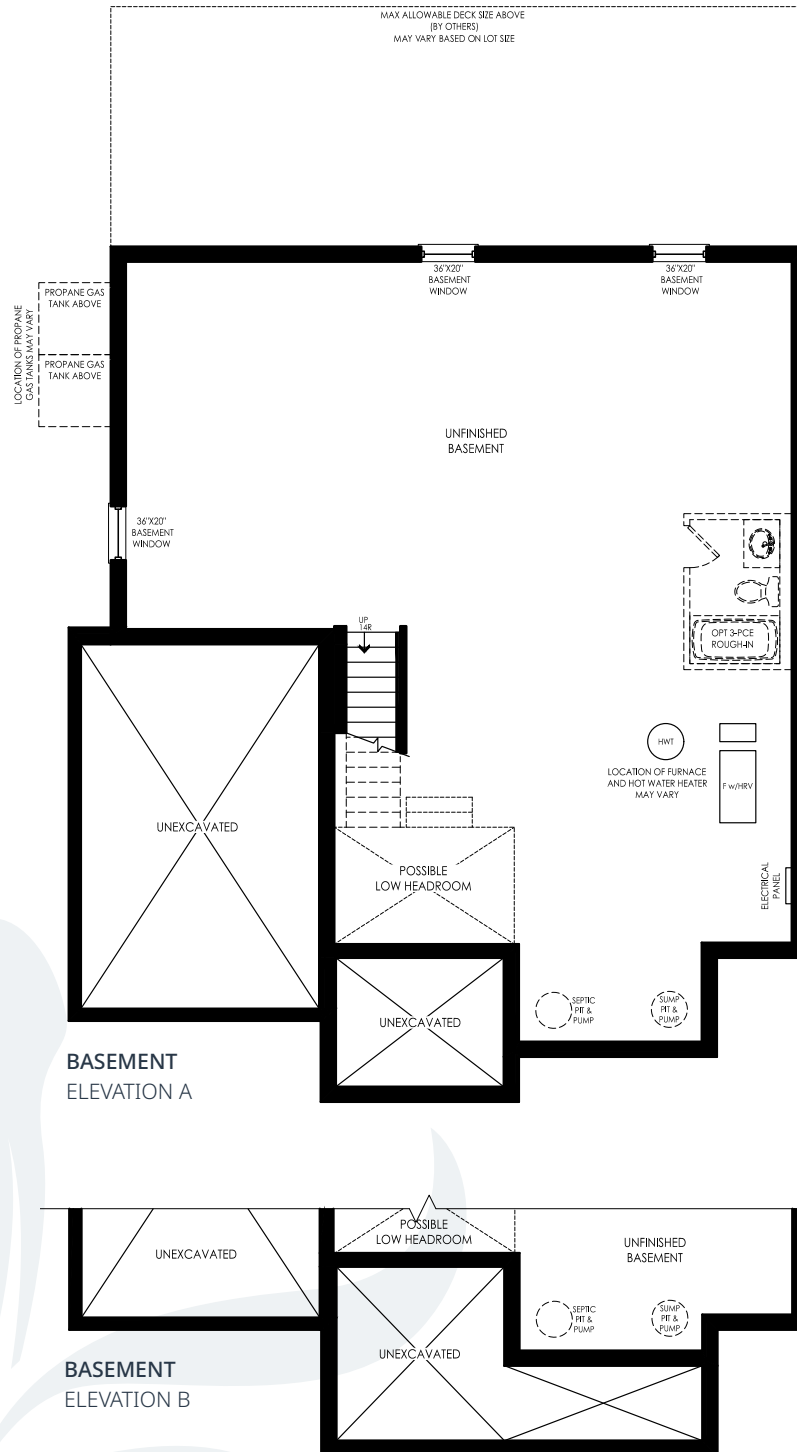 MAX ALLOWABLE DECK SIZE ABOVE
(BY OTHERS)
MAY VARY BASED ON LOT SIZE
36"X20"
BASEMENT
WINDOW
36"X20"
BASEMENT
WINDOW
PROPANE GAS
TANK ABOVE
PROPANE GAS
TANK ABOVE
LOCATION OF PROPANE
GAS TANKS MAY VARY
UNFINISHED
BASEMENT
36"X20"
BASEMENT
WINDOW
UP
14R
OPT 3-PCE
ROUGH-IN
HWT
LOCATION OF FURNACE
AND HOT WATER HEATER
MAY VARY
F w/HRV
UNEXCAVATED
POSSIBLE
LOW HEADROOM
ELECTRICAL
PANEL
UNEXCAVATED
SEPTIC
PIT &
PUMP
SUMP
PIT &
PUMP
BASEMENT
ELEVATION A
UNEXCAVATED
POSSIBLE
LOW HEADROOM
UNFINISHED
BASEMENT
SEPTIC
PIT &
PUMP
SUMP
PIT &
PUMP
UNEXCAVATED
BASEMENT
ELEVATION B